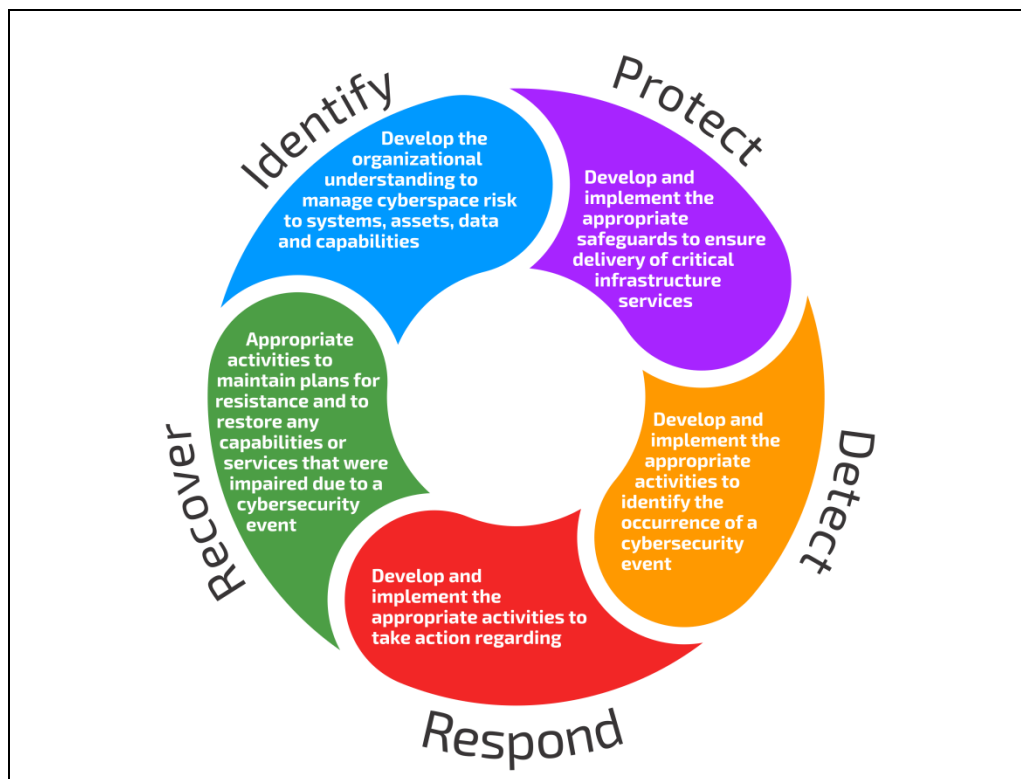 Identify
Develop the
organizational
understanding to
manage cyberspace risk
to systems, assets, data
and capabilities
Protect
Develop and
implement the
appropriate
safeguards to ensure
delivery of critical
infrastructure
services
Detect
Develop and
implement the
appropriate
activities to
identify the
occurrence of a
cybersecurity
event
Respond
Develop and
implement the
appropriate activities to
take action regarding
Recover
Appropriate
activities to
maintain plans for
resistance and to
restore any
capabilities or
services that were
impaired due to a
cybersecurity
event